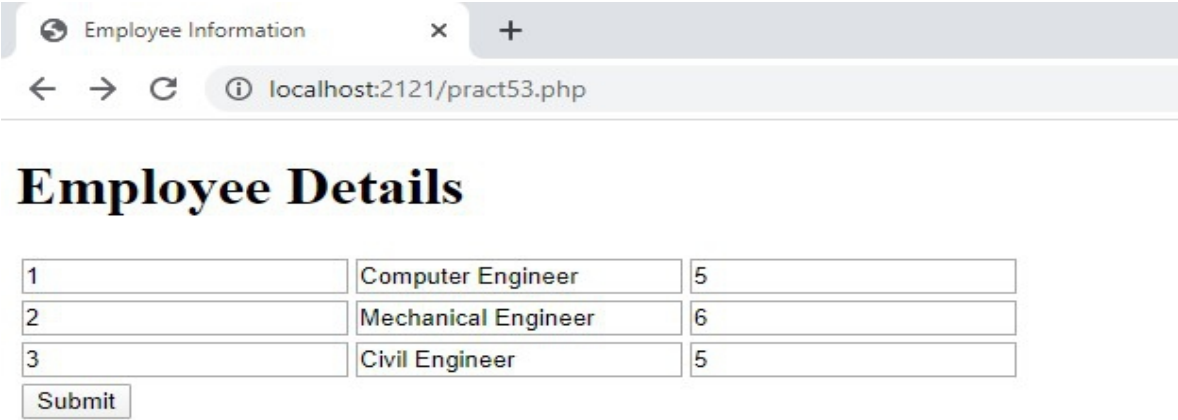 Employee Information
localhost:2121/pract53.php
Employee Details
1 Computer Engineer 5
2 Mechanical Engineer 6
3 Civil Engineer 5
Submit